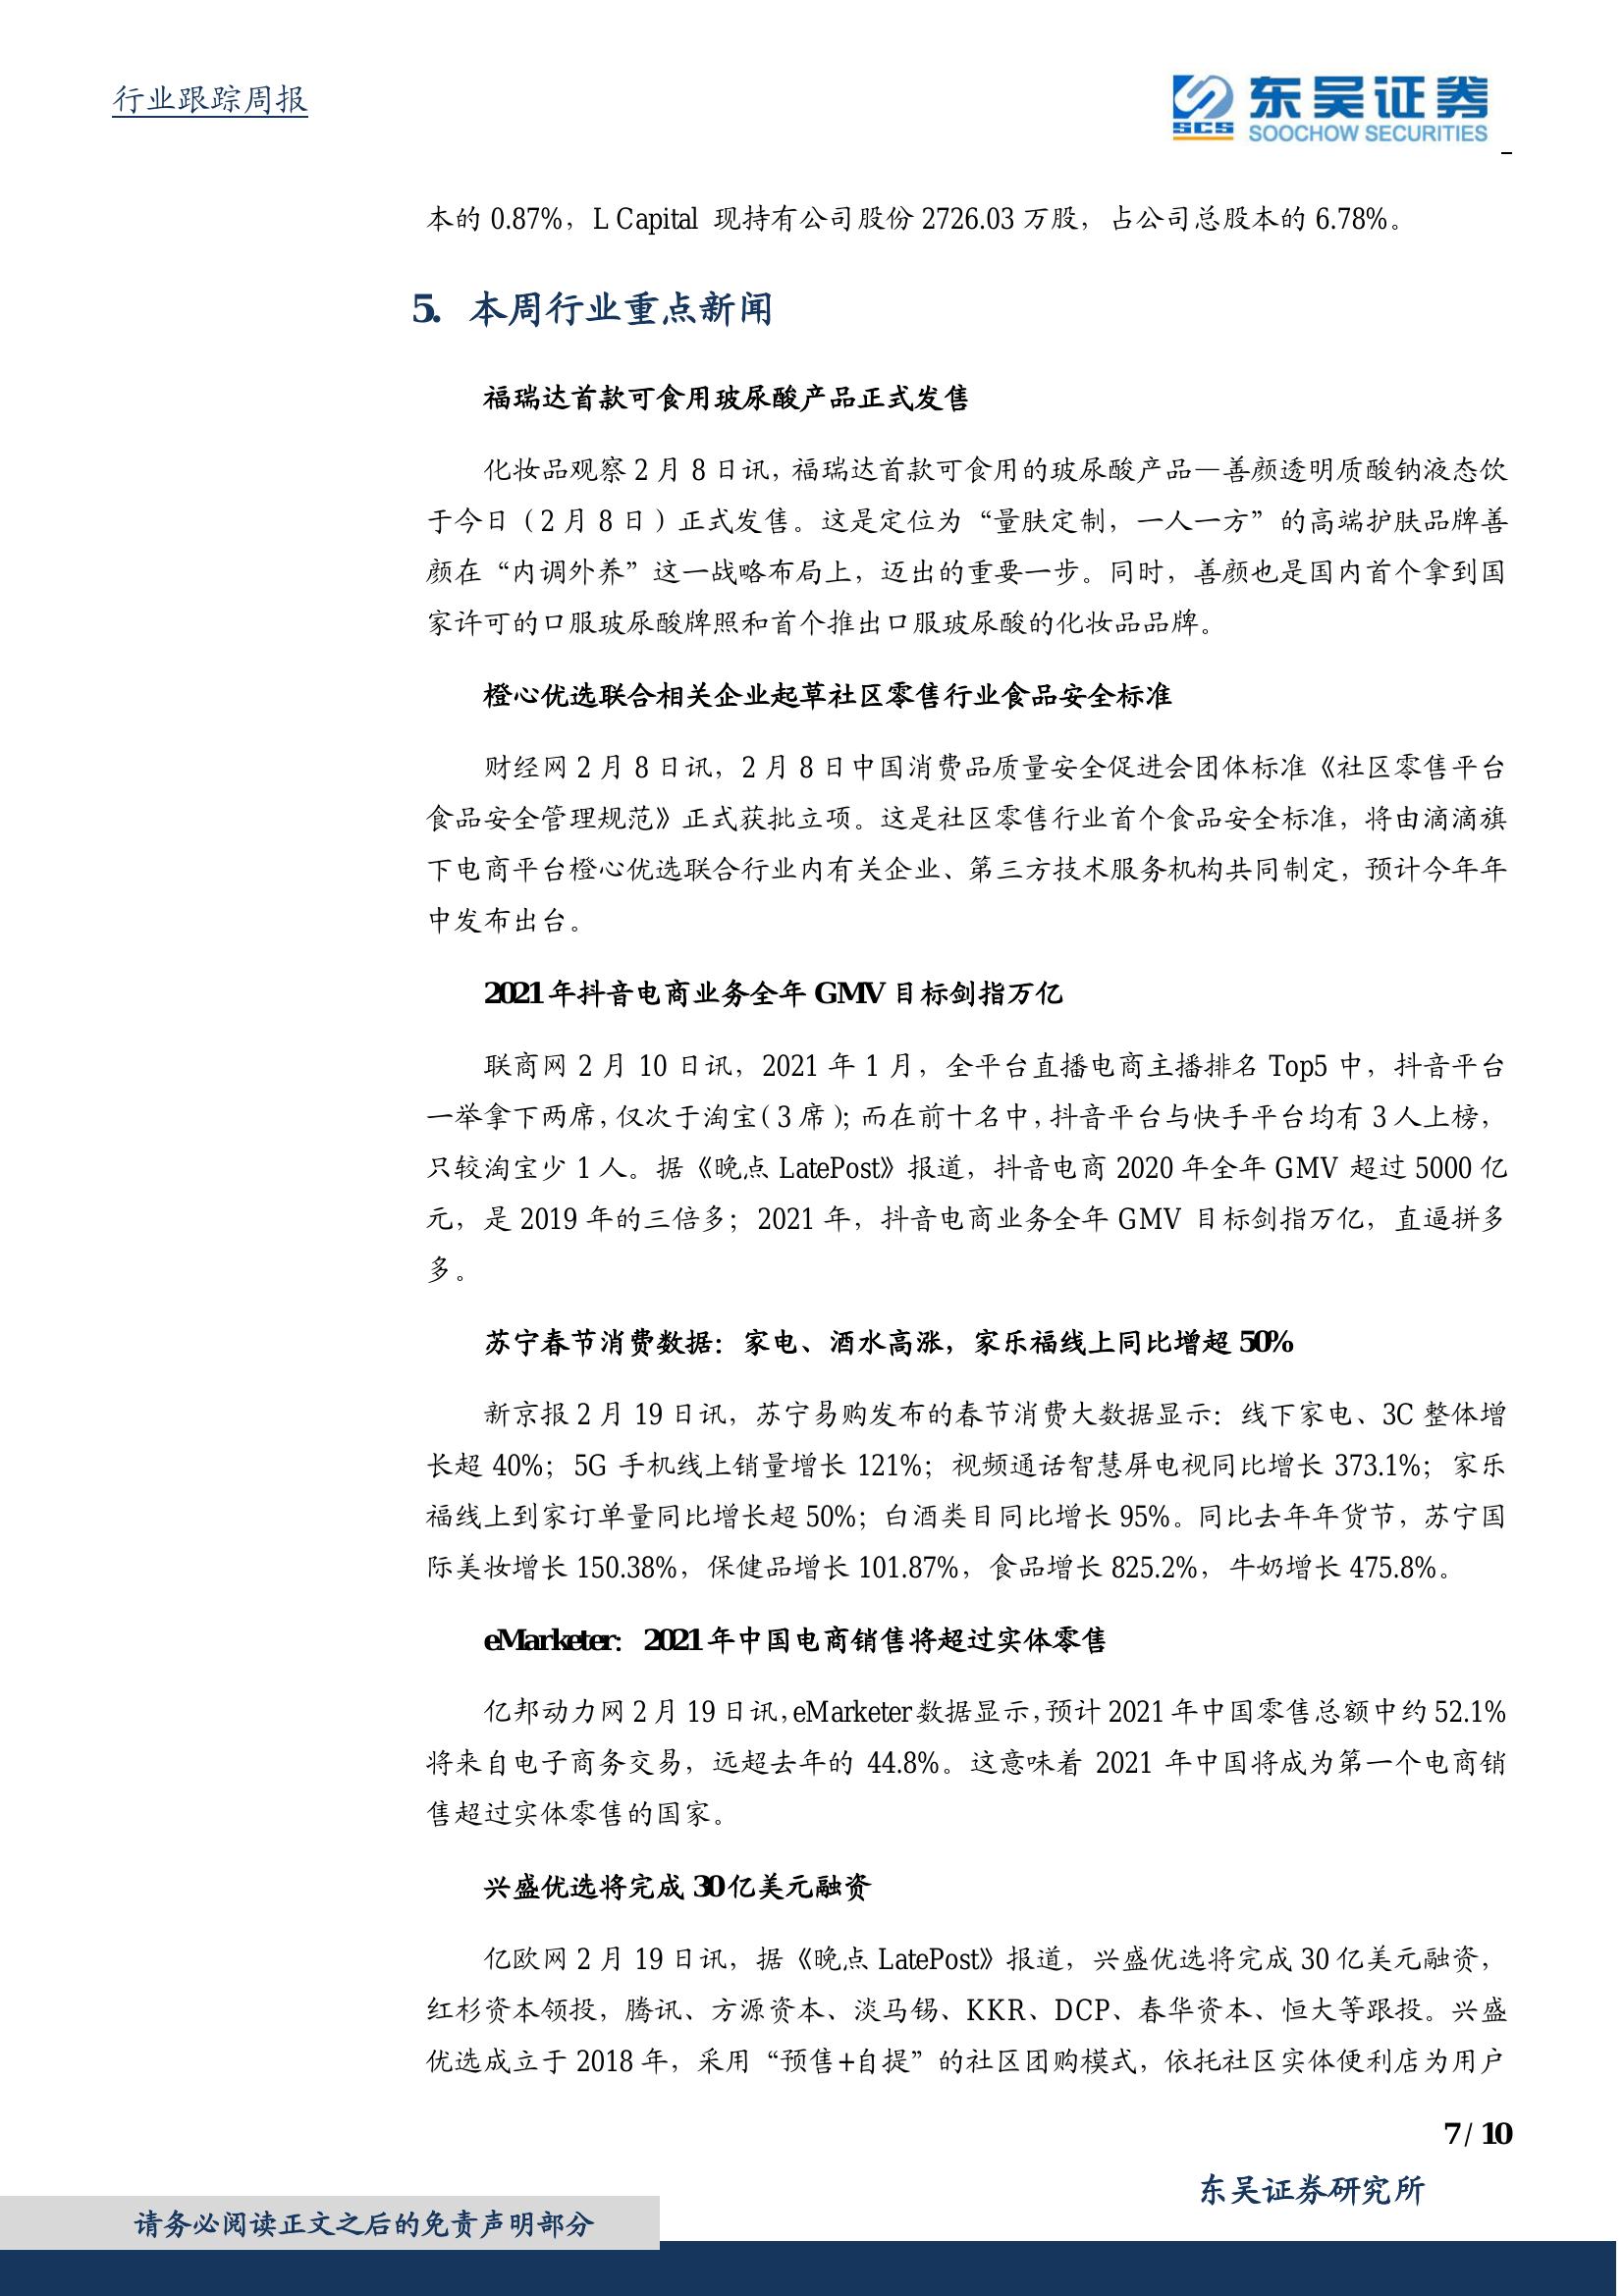 行业跟踪周报
SCS 东吴证券
SOOCHOW SECURITIES
本的 0.87%，L Capital 现持有公司股份 2726.03 万股，占公司总股本的 6.78%。
5. 本周行业重点新闻
福瑞达首款可食用玻尿酸产品正式发售
化妆品观察 2 月 8 日讯，福瑞达首款可食用的玻尿酸产品—善颜透明质酸钠液态饮
于今日（2 月 8 日）正式发售。这是定位为“量肤定制，一人一方”的高端护肤品牌善
颜在“内调外养”这一战略布局上，迈出的重要一步。同时，善颜也是国内首个拿到国
家许可的口服玻尿酸牌照和首个推出口服玻尿酸的化妆品品牌。
橙心优选联合相关企业起草社区零售行业食品安全标准
财经网 2 月 8 日讯，2 月 8 日中国消费品质量安全促进会团体标准《社区零售平台
食品安全管理规范》正式获批立项。这是社区零售行业首个食品安全标准，将由滴滴旗
下电商平台橙心优选联合行业内有关企业、第三方技术服务机构共同制定，预计今年年
中发布出台。
2021 年抖音电商业务全年 GMV 目标剑指万亿
联商网 2 月 10 日讯，2021 年 1 月，全平台直播电商主播排名 Top5 中，抖音平台
一举拿下两席，仅次于淘宝（3 席）；而在前十名中，抖音平台与快手平台均有 3 人上榜，
只较淘宝少 1 人。据《晚点 LatePost》报道，抖音电商 2020 年全年 GMV 超过 5000 亿
元，是 2019 年的三倍多；2021 年，抖音电商业务全年 GMV 目标剑指万亿，直逼拼多
多。
苏宁春节消费数据：家电、酒水高涨，家乐福线上同比增超 50%
新京报 2 月 19 日讯，苏宁易购发布的春节消费大数据显示：线下家电、3C 整体增
长超 40%；5G 手机线上销量增长 121%；视频通话智慧屏电视同比增长 373.1%；家乐
福线上到家订单量同比增长超 50%；白酒类目同比增长 95%。同比去年年货节，苏宁国
际美妆增长 150.38%，保健品增长 101.87%，食品增长 825.2%，牛奶增长 475.8%。
eMarketer：2021 年中国电商销售将超过实体零售
亿邦动力网 2 月 19 日讯，eMarketer 数据显示，预计 2021 年中国零售总额中约 52.1%
将来自电子商务交易，远超去年的 44.8%。这意味着 2021 年中国将成为第一个电商销
售超过实体零售的国家。
兴盛优选将完成 30 亿美元融资
亿欧网 2 月 19 日讯，据《晚点 LatePost》报道，兴盛优选将完成 30 亿美元融资，
红杉资本领投，腾讯、方源资本、淡马锡、KKR、DCP、春华资本、恒大等跟投。兴盛
优选成立于 2018 年，采用“预售+自提”的社区团购模式，依托社区实体便利店为用户
7 / 10
东吴证券研究所
请务必阅读正文之后的免责声明部分